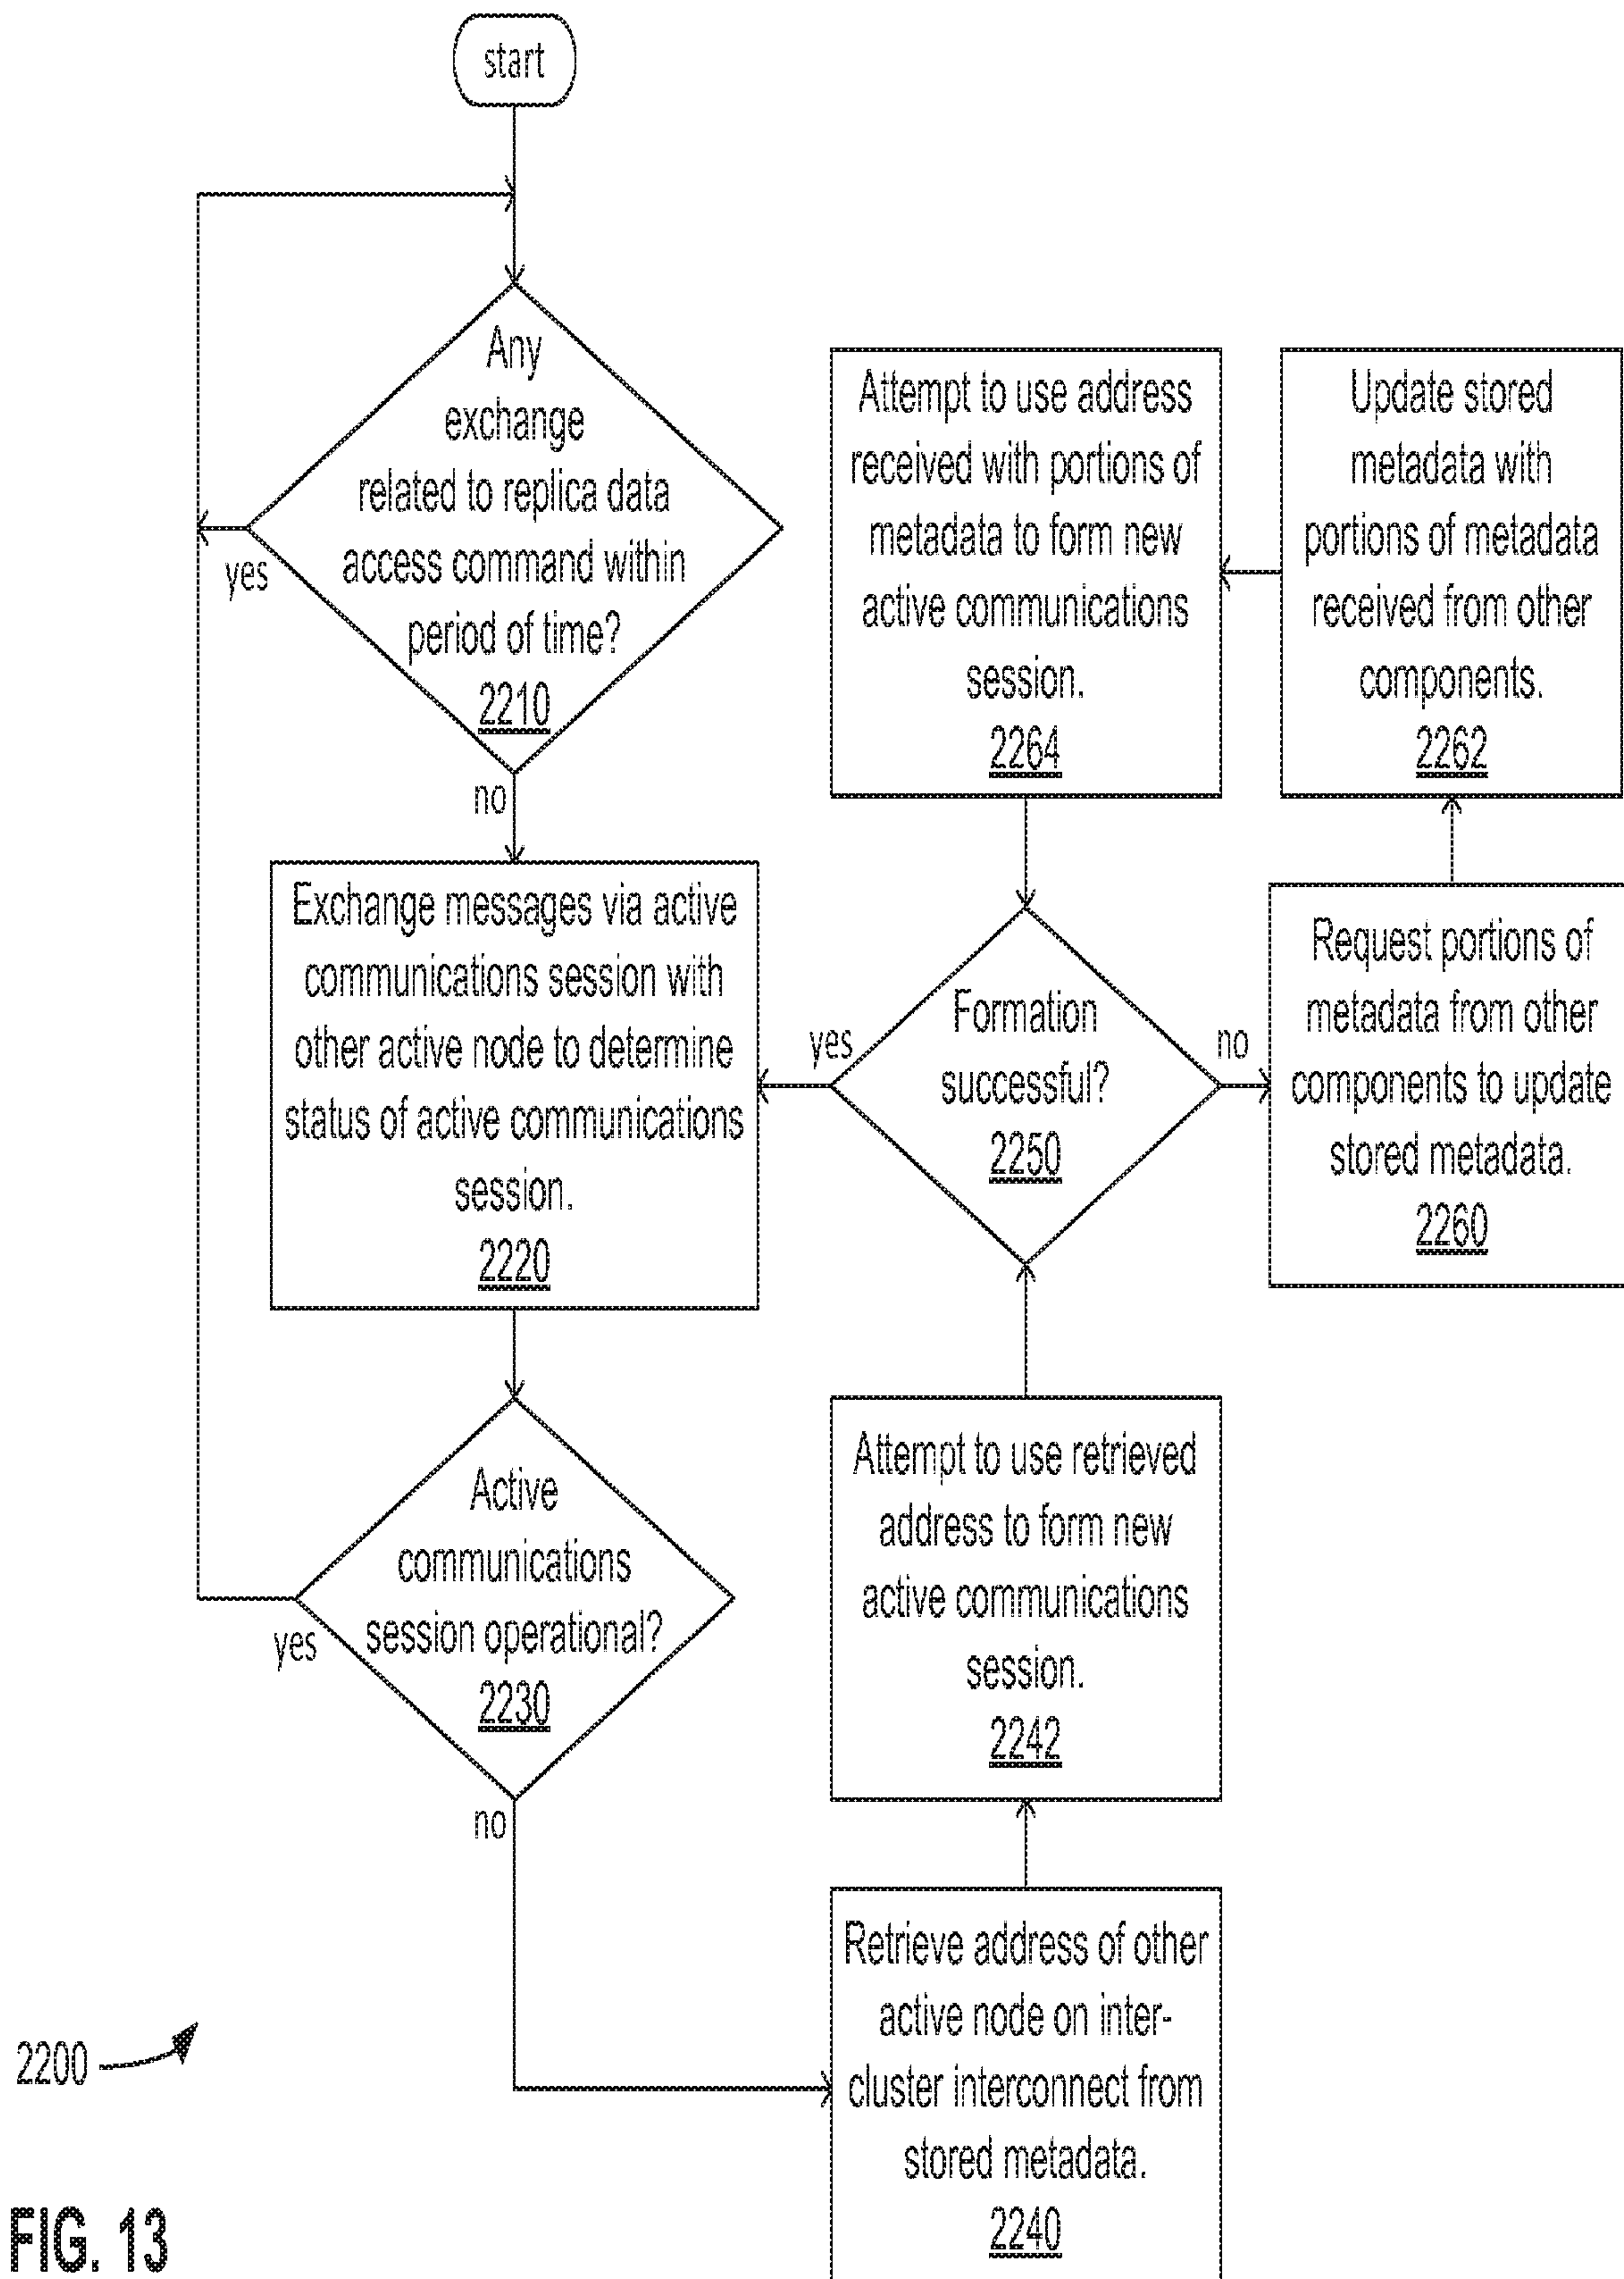 start
Any
exchange
related to replica data
access command within
period of time?
2210
yes
no
Exchange messages via active
communications session with
other active node to determine
status of active communications
session.
2220
Active
communications
session operational?
2230
yes
no
Retrieve address of other
active node on inter-
cluster interconnect from
stored metadata.
2240
Attempt to use retrieved
address to form new
active communications
session.
2242
Formation
successful?
2250
yes
no
Request portions of
metadata from other
components to update
stored metadata.
2260
Update stored
metadata with
portions of metadata
received from other
components.
2262
Attempt to use address
received with portions of
metadata to form new
active communications
session.
2264
2200
FIG. 13